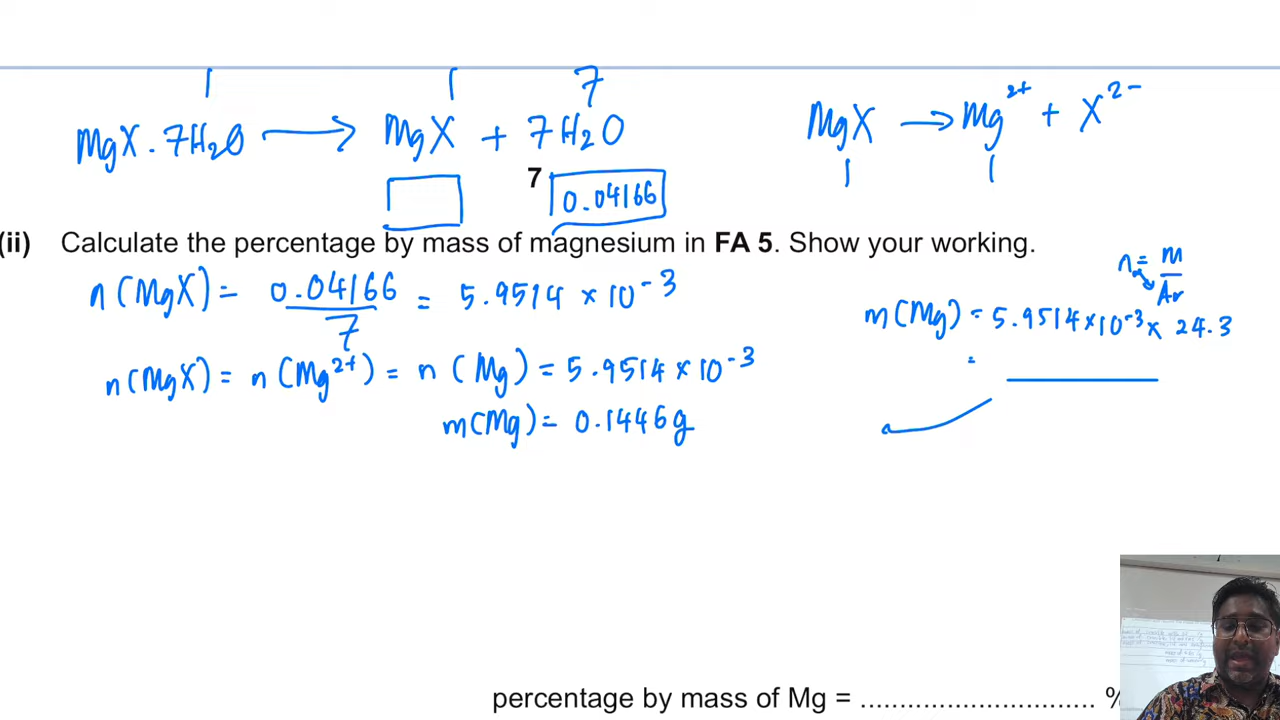 1 1 7
MgX . 7H₂O ⟶ MgX + 7H₂O
MgX ⟶ Mg²⁺ + X²⁻
1 1
7 0.04166
(ii) Calculate the percentage by mass of magnesium in FA 5. Show your working.
n(MgX) = 0.04166 / 7 = 5.9514 × 10⁻³
n = m / Ar
m(Mg) = 5.9514×10⁻³ × 24.3
=
n(MgX) = n(Mg²⁺) = n(Mg) = 5.9514 × 10⁻³
m(Mg) = 0.1446g
percentage by mass of Mg = ............................ %